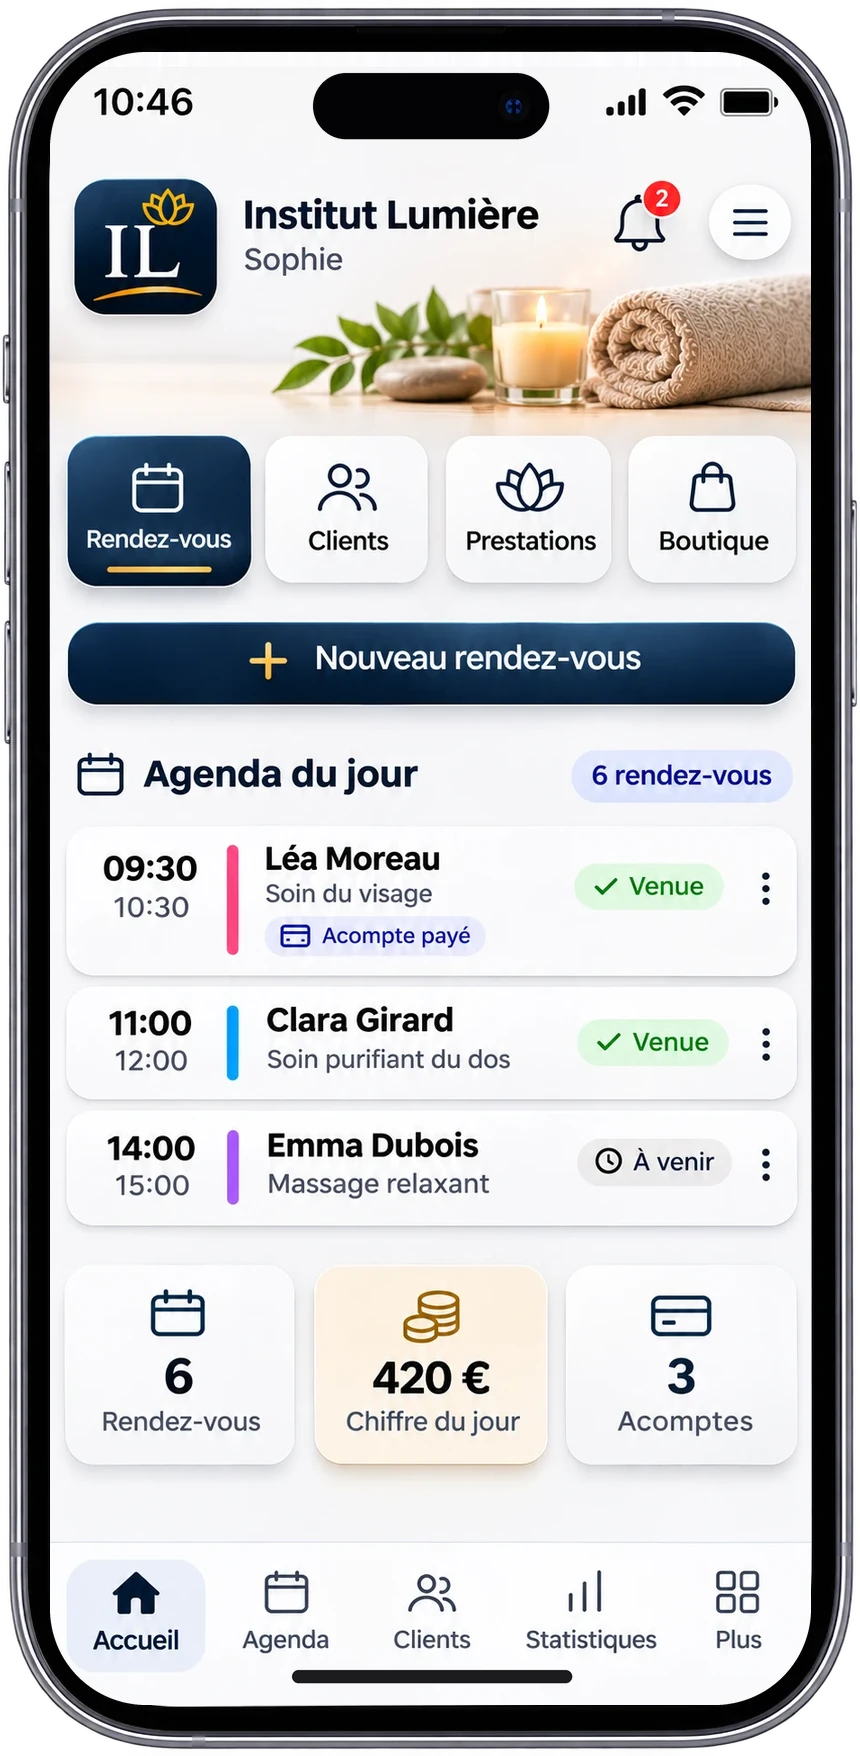 10:46
IL
Institut Lumière
2
Sophie
Rendez-vous
Clients
Prestations
Boutique
Nouveau rendez-vous
Agenda du jour
6 rendez-vous
09:30
10:30
Léa Moreau
Soin du visage
Acompte payé
Venue
11:00
12:00
Clara Girard
Soin purifiant du dos
Venue
14:00
15:00
Emma Dubois
Massage relaxant
À venir
6
Rendez-vous
420 €
Chiffre du jour
3
Acomptes
Accueil
Agenda
Clients
Statistiques
Plus